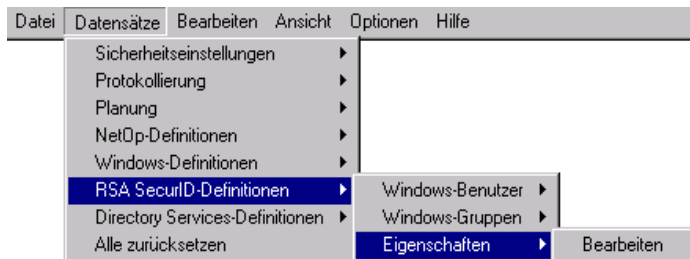 Datei Datensätze Bearbeiten Ansicht Optionen Hilfe
Sicherheitseinstellungen
Protokollierung
Planung
NetOp-Definitionen
Windows-Definitionen
RSA SecurID-Definitionen Windows-Benutzer
Directory Services-Definitionen Windows-Gruppen
Alle zurücksetzen Eigenschaften Bearbeiten